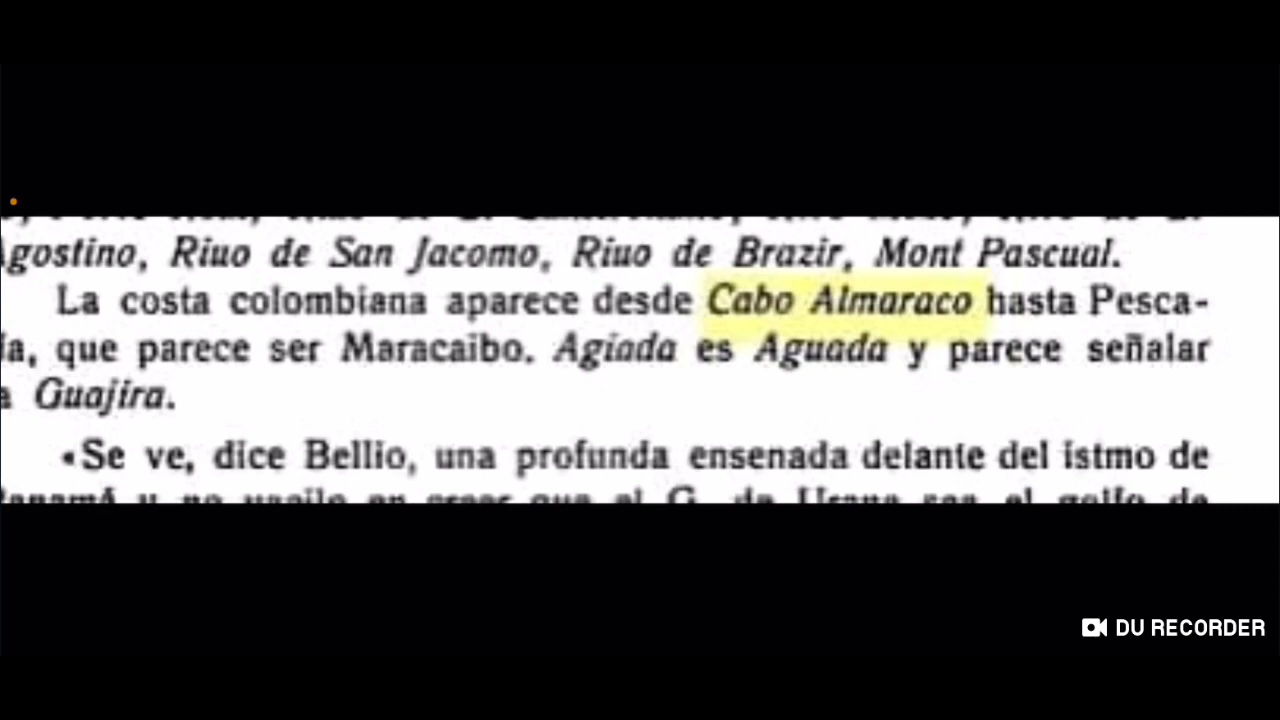 gostino, Riuo de San Jacomo, Riuo de Brazir, Mont Pascual.
La costa colombiana aparece desde Cabo Almaraco hasta Pesca-
ía, que parece ser Maracaibo. Agiada es Aguada y parece señalar
a Guajira.
«Se ve, dice Bellio, una profunda ensenada delante del istmo de
DU RECORDER